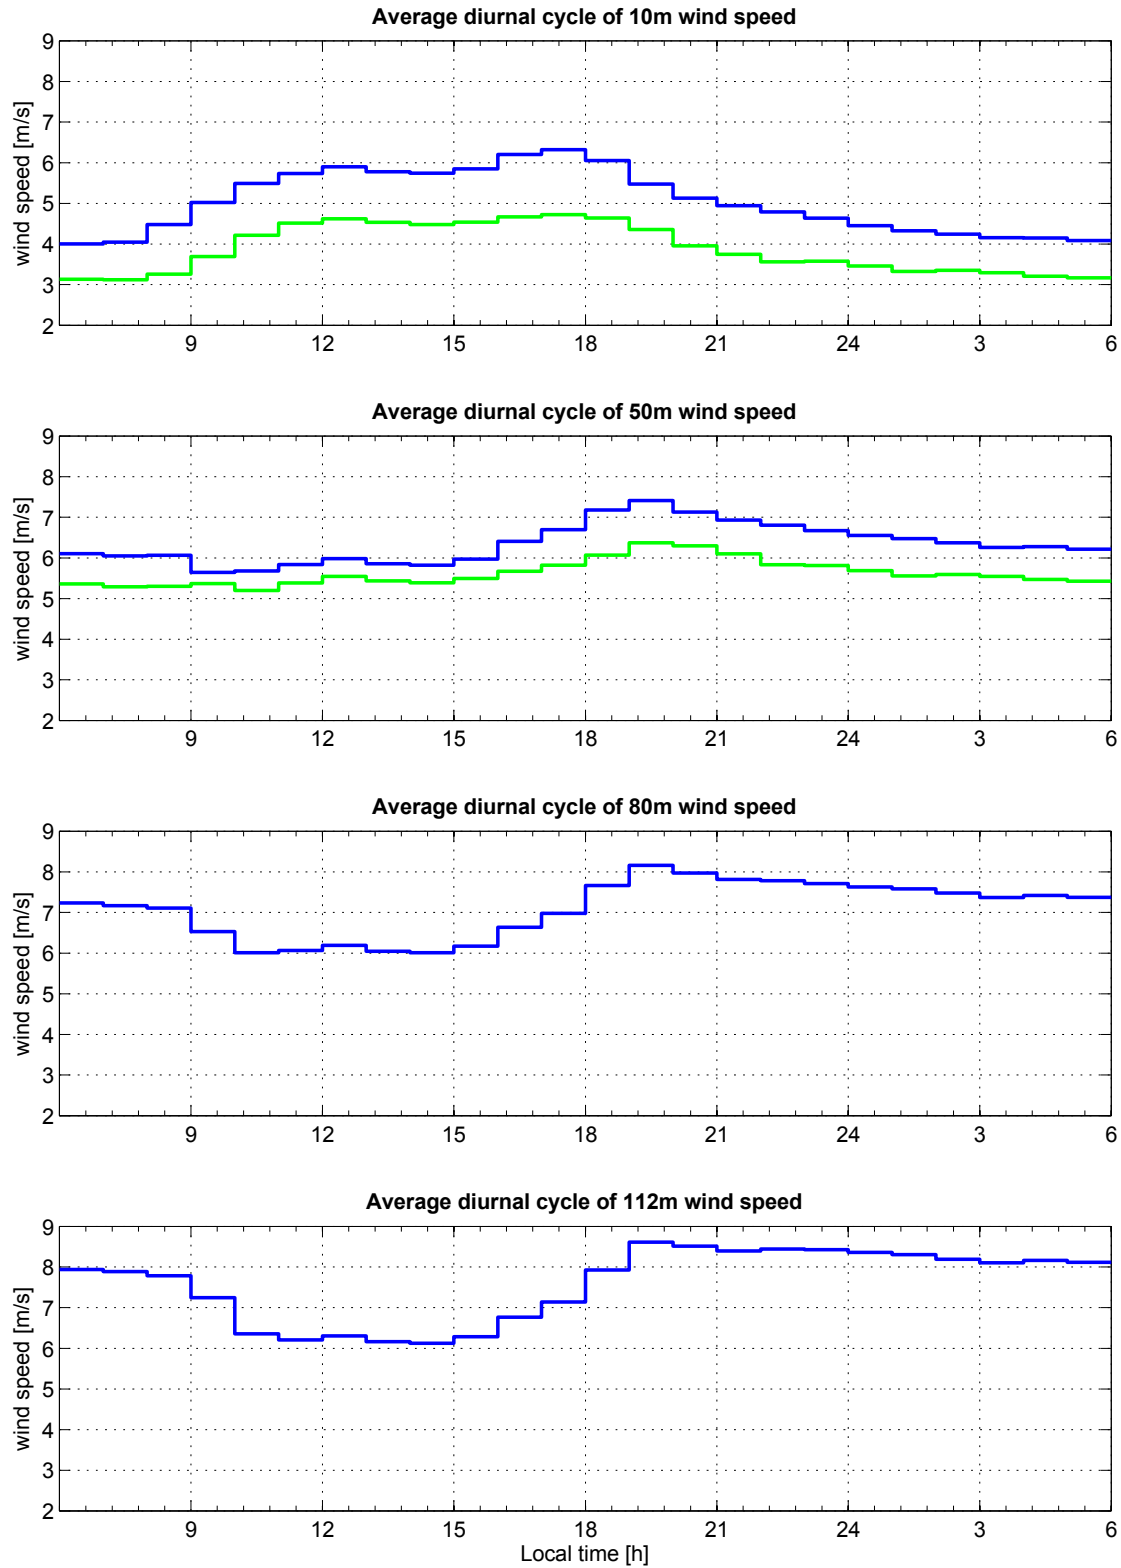 Average diurnal cycle of 10m wind speed
9
8
7
6
5
4
3
2
wind speed [m/s]
9 12 15 18 21 24 3 6
Average diurnal cycle of 50m wind speed
9
8
7
6
5
4
3
2
wind speed [m/s]
9 12 15 18 21 24 3 6
Average diurnal cycle of 80m wind speed
9
8
7
6
5
4
3
2
wind speed [m/s]
9 12 15 18 21 24 3 6
Average diurnal cycle of 112m wind speed
9
8
7
6
5
4
3
2
wind speed [m/s]
9 12 15 18 21 24 3 6
Local time [h]